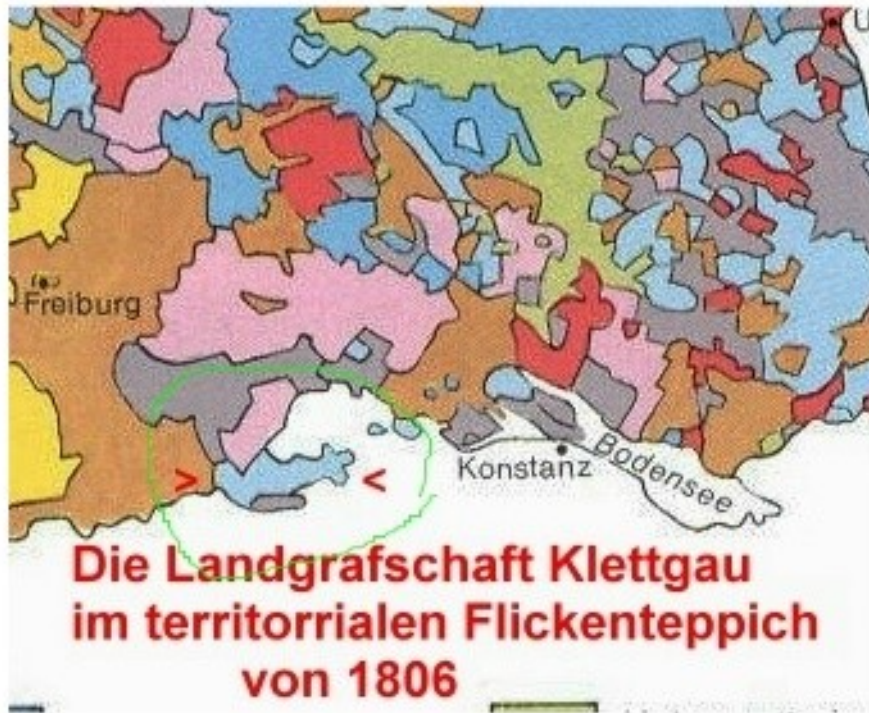 U
Freiburg
Konstanz
Bodensee
>
<
Die Landgrafschaft Klettgau
im territorrialen Flickenteppich
von 1806